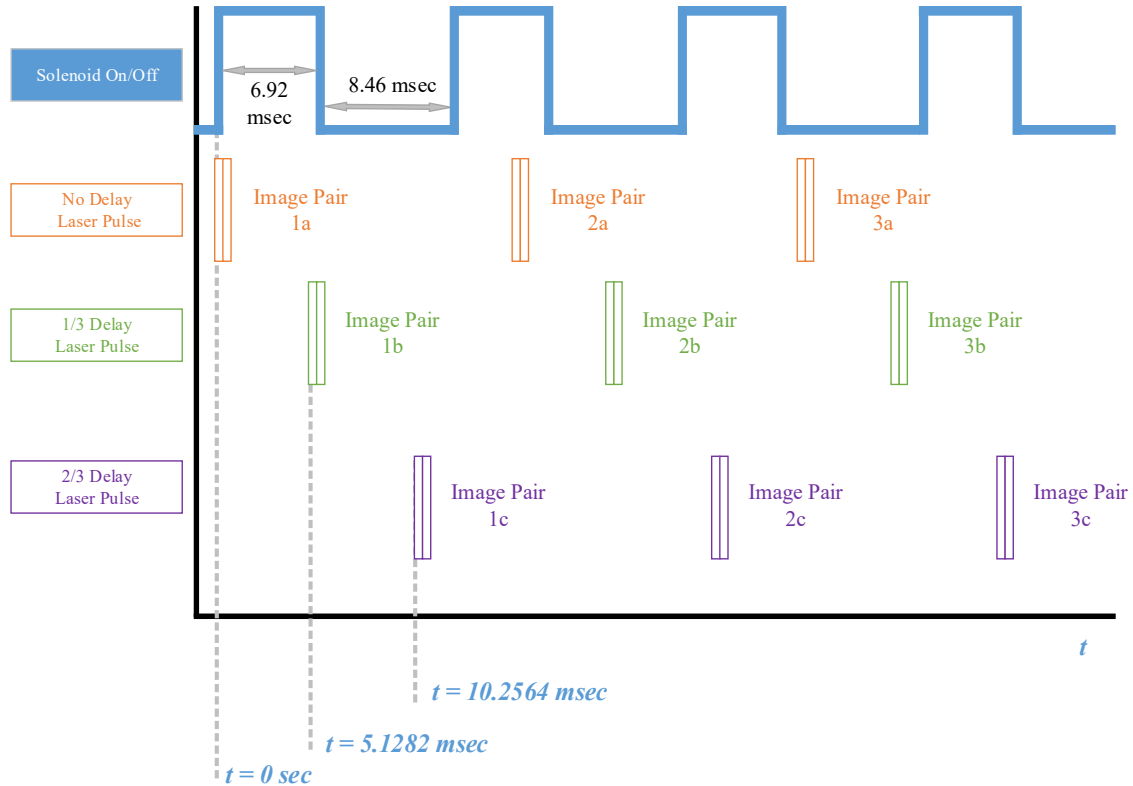 Solenoid On/Off
6.92
msec
8.46 msec
No Delay
Laser Pulse
Image Pair
1a
Image Pair
2a
Image Pair
3a
1/3 Delay
Laser Pulse
Image Pair
1b
Image Pair
2b
Image Pair
3b
2/3 Delay
Laser Pulse
Image Pair
1c
Image Pair
2c
Image Pair
3c
t
t = 10.2564 msec
t = 5.1282 msec
t = 0 sec